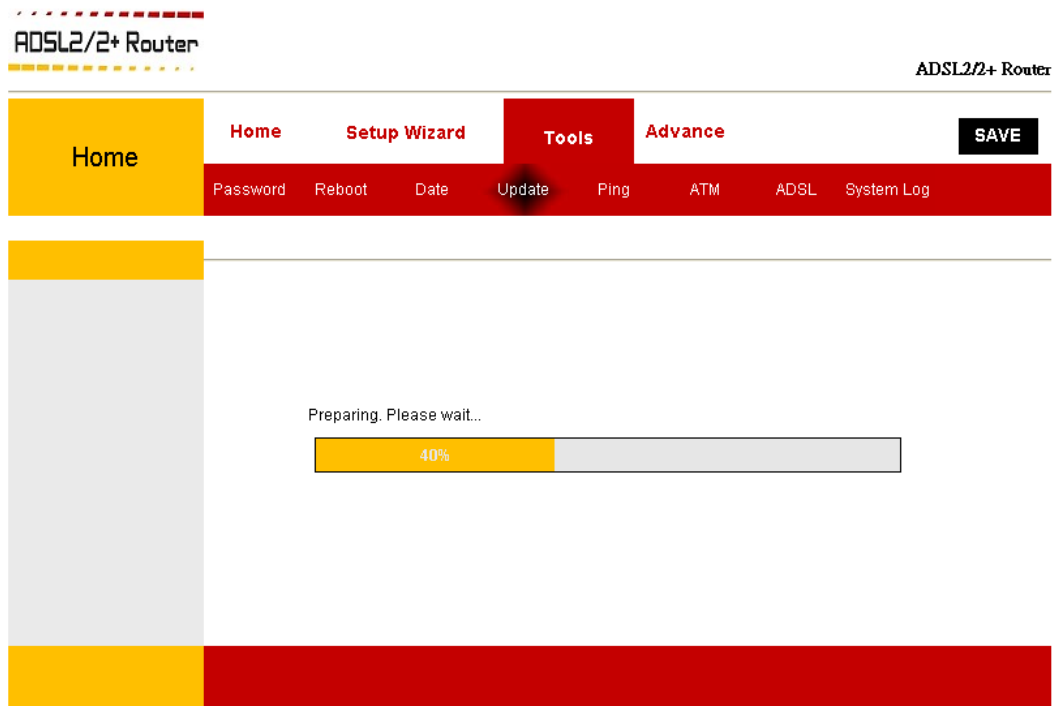 ADSL2/2+ Router
ADSL2/2+ Router
Home
Home Setup Wizard Tools Advance SAVE
Password Reboot Date Update Ping ATM ADSL System Log
Preparing. Please wait...
40%